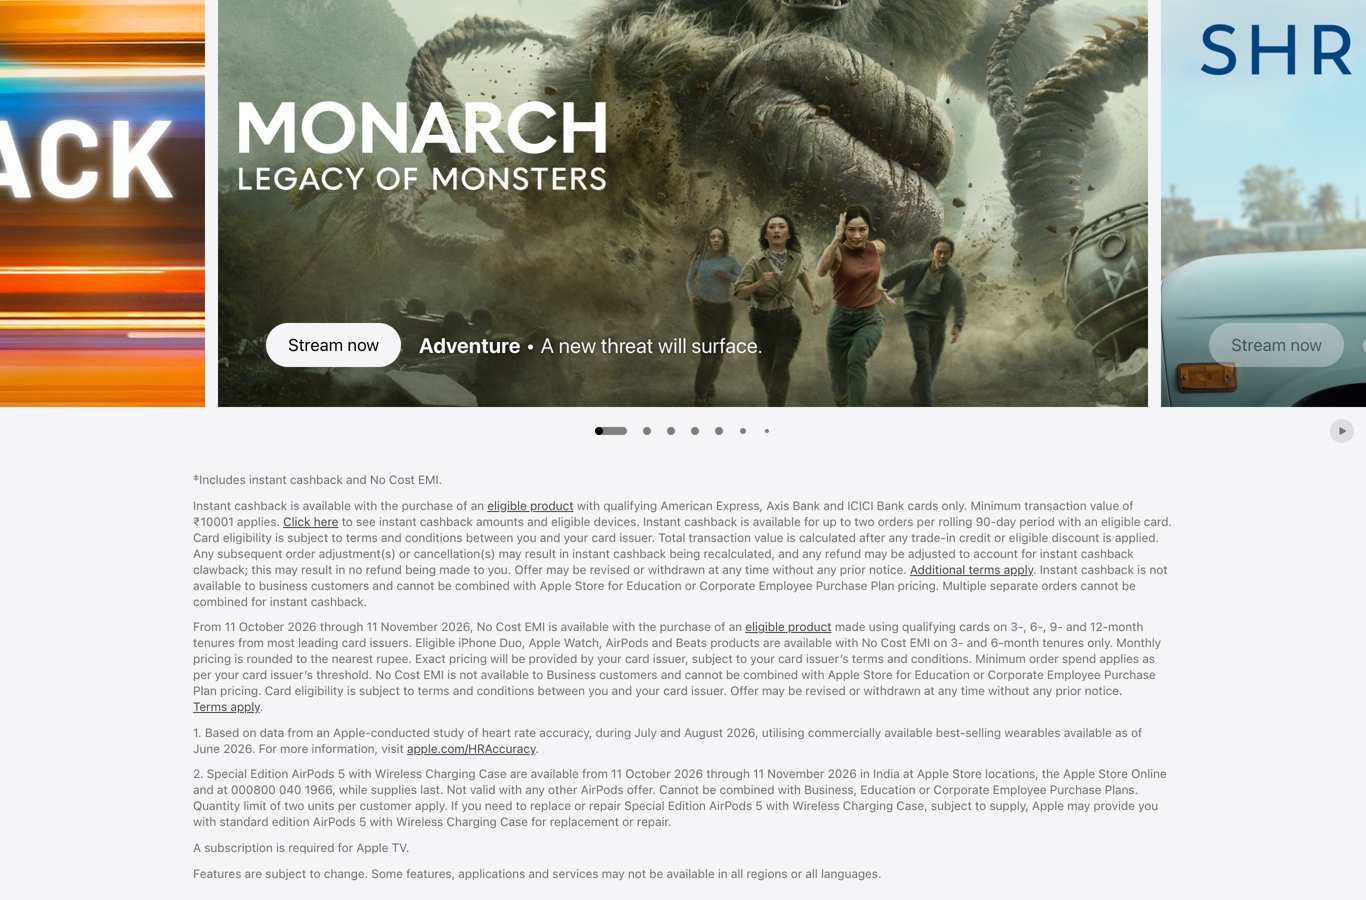 ACK
MONARCH
LEGACY OF MONSTERS
Stream now
Adventure • A new threat will surface.
SHR
Stream now
‡Includes instant cashback and No Cost EMI.
Instant cashback is available with the purchase of an eligible product with qualifying American Express, Axis Bank and ICICI Bank cards only. Minimum transaction value of
₹10001 applies. Click here to see instant cashback amounts and eligible devices. Instant cashback is available for up to two orders per rolling 90-day period with an eligible card.
Card eligibility is subject to terms and conditions between you and your card issuer. Total transaction value is calculated after any trade-in credit or eligible discount is applied.
Any subsequent order adjustment(s) or cancellation(s) may result in instant cashback being recalculated, and any refund may be adjusted to account for instant cashback
clawback; this may result in no refund being made to you. Offer may be revised or withdrawn at any time without any prior notice. Additional terms apply. Instant cashback is not
available to business customers and cannot be combined with Apple Store for Education or Corporate Employee Purchase Plan pricing. Multiple separate orders cannot be
combined for instant cashback.
From 11 October 2026 through 11 November 2026, No Cost EMI is available with the purchase of an eligible product made using qualifying cards on 3-, 6-, 9- and 12-month
tenures from most leading card issuers. Eligible iPhone Duo, Apple Watch, AirPods and Beats products are available with No Cost EMI on 3- and 6-month tenures only. Monthly
pricing is rounded to the nearest rupee. Exact pricing will be provided by your card issuer, subject to your card issuer’s terms and conditions. Minimum order spend applies as
per your card issuer’s threshold. No Cost EMI is not available to Business customers and cannot be combined with Apple Store for Education or Corporate Employee Purchase
Plan pricing. Card eligibility is subject to terms and conditions between you and your card issuer. Offer may be revised or withdrawn at any time without any prior notice.
Terms apply.
1. Based on data from an Apple-conducted study of heart rate accuracy, during July and August 2026, utilising commercially available best-selling wearables available as of
June 2026. For more information, visit apple.com/HRAccuracy.
2. Special Edition AirPods 5 with Wireless Charging Case are available from 11 October 2026 through 11 November 2026 in India at Apple Store locations, the Apple Store Online
and at 000800 040 1966, while supplies last. Not valid with any other AirPods offer. Cannot be combined with Business, Education or Corporate Employee Purchase Plans.
Quantity limit of two units per customer apply. If you need to replace or repair Special Edition AirPods 5 with Wireless Charging Case, subject to supply, Apple may provide you
with standard edition AirPods 5 with Wireless Charging Case for replacement or repair.
A subscription is required for Apple TV.
Features are subject to change. Some features, applications and services may not be available in all regions or all languages.